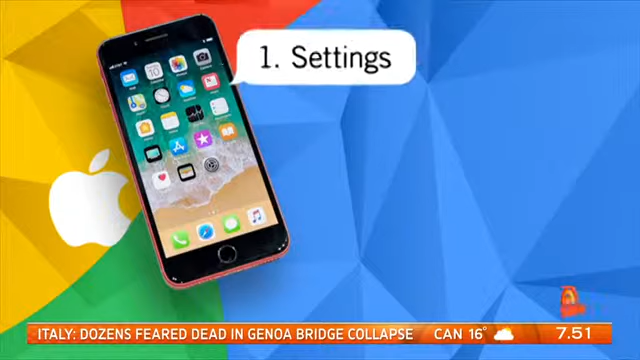 1. Settings
ITALY: DOZENS FEARED DEAD IN GENOA BRIDGE COLLAPSE CAN 16° 7.51